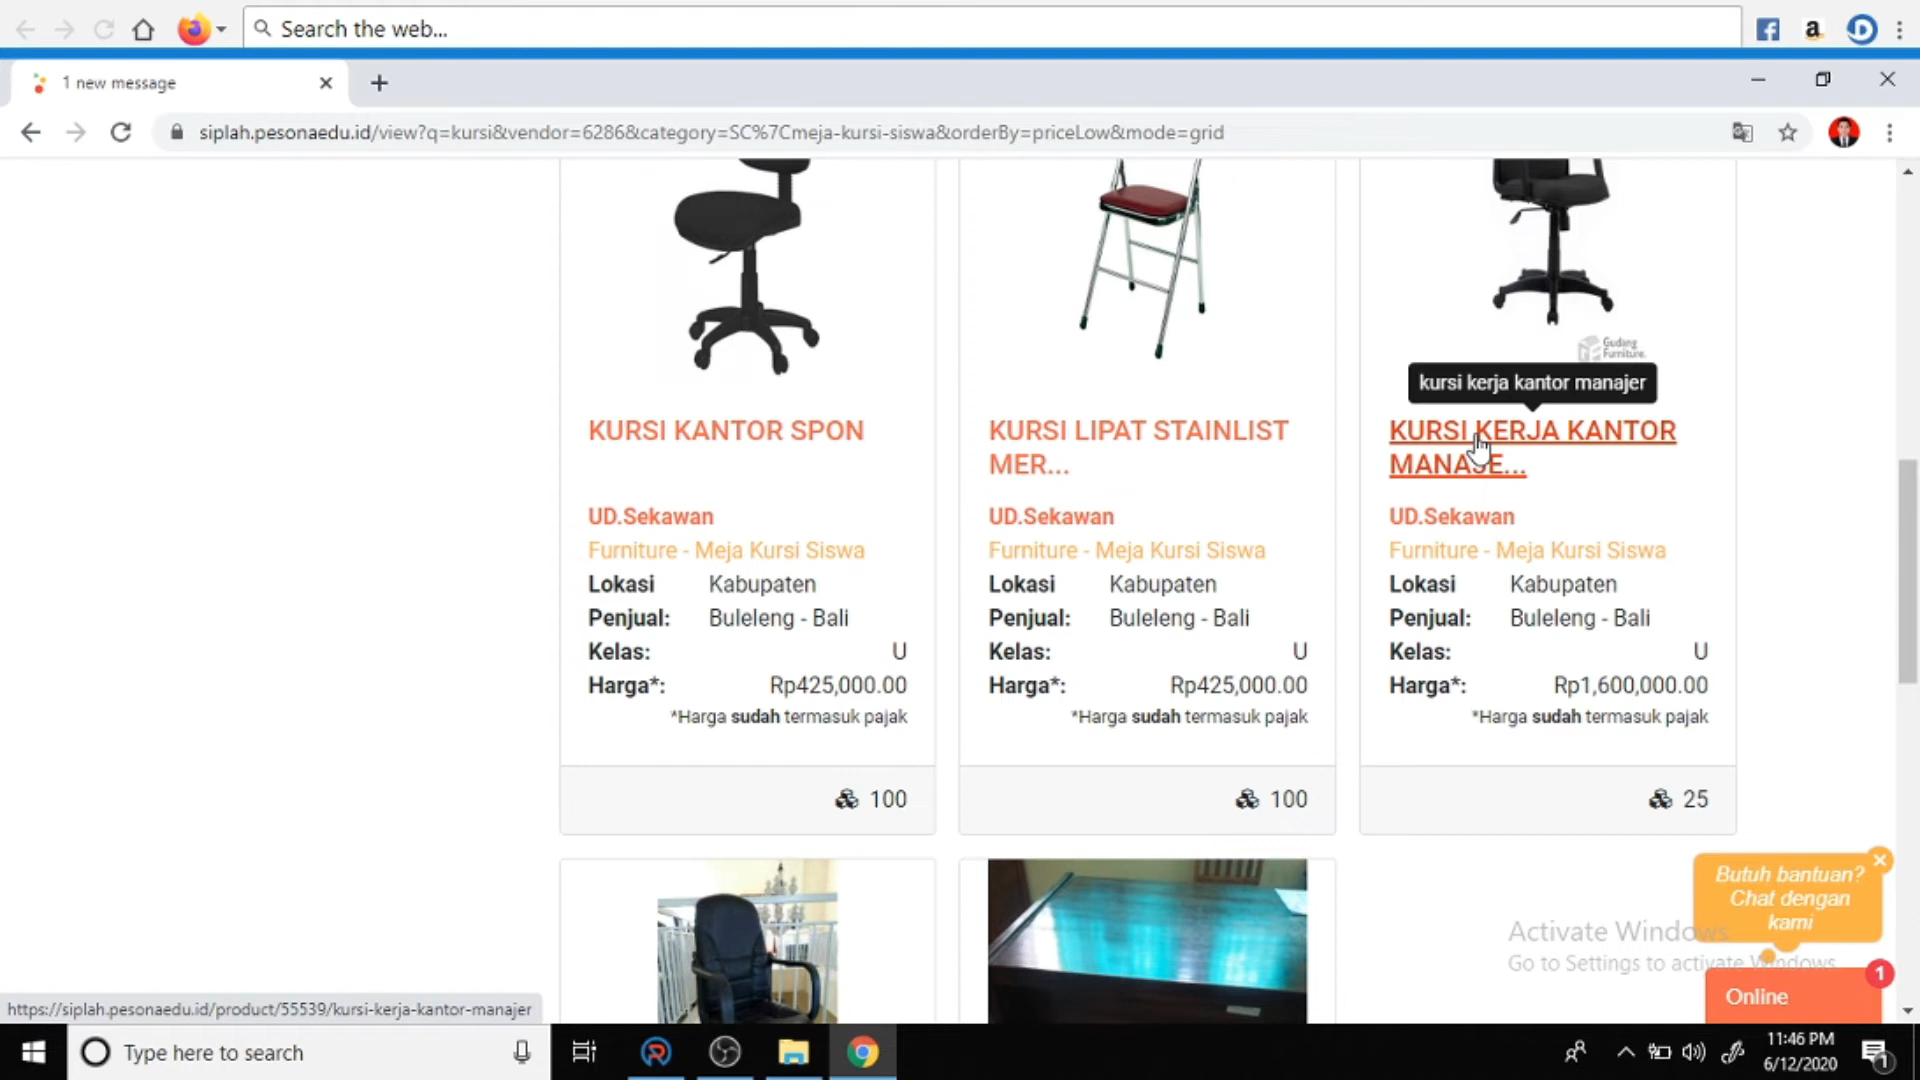 Search the web...
1 new message
siplah.pesonaedu.id/view?q=kursi&vendor=6286&category=SC%7Cmeja-kursi-siswa&orderBy=priceLow&mode=grid
Gudang
Furniture.
kursi kerja kantor manajer
KURSI KANTOR SPON
UD.Sekawan
Furniture - Meja Kursi Siswa
Lokasi Kabupaten
Penjual: Buleleng - Bali
Kelas: U
Harga*: Rp425,000.00
*Harga sudah termasuk pajak
100
KURSI LIPAT STAINLIST
MER...
UD.Sekawan
Furniture - Meja Kursi Siswa
Lokasi Kabupaten
Penjual: Buleleng - Bali
Kelas: U
Harga*: Rp425,000.00
*Harga sudah termasuk pajak
100
KURSI KERJA KANTOR
MANAJE...
UD.Sekawan
Furniture - Meja Kursi Siswa
Lokasi Kabupaten
Penjual: Buleleng - Bali
Kelas: U
Harga*: Rp1,600,000.00
*Harga sudah termasuk pajak
25
Butuh bantuan?
Chat dengan
kami
Activate Windows
Go to Settings to activate Windows.
1
Online
https://siplah.pesonaedu.id/product/55539/kursi-kerja-kantor-manajer
Type here to search
11:46 PM
6/12/2020
1